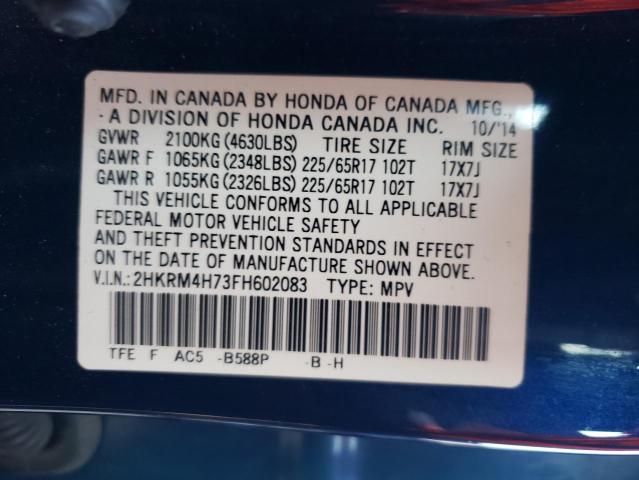 MFD. IN CANADA BY HONDA OF CANADA MFG.,
- A DIVISION OF HONDA CANADA INC. 10/'14
GVWR 2100KG (4630LBS) TIRE SIZE RIM SIZE
GAWR F 1065KG (2348LBS) 225/65R17 102T 17X7J
GAWR R 1055KG (2326LBS) 225/65R17 102T 17X7J
THIS VEHICLE CONFORMS TO ALL APPLICABLE
FEDERAL MOTOR VEHICLE SAFETY
AND THEFT PREVENTION STANDARDS IN EFFECT
ON THE DATE OF MANUFACTURE SHOWN ABOVE.
V.I.N.: 2HKRM4H73FH602083 TYPE: MPV
TFE F AC5 -B588P -B -H